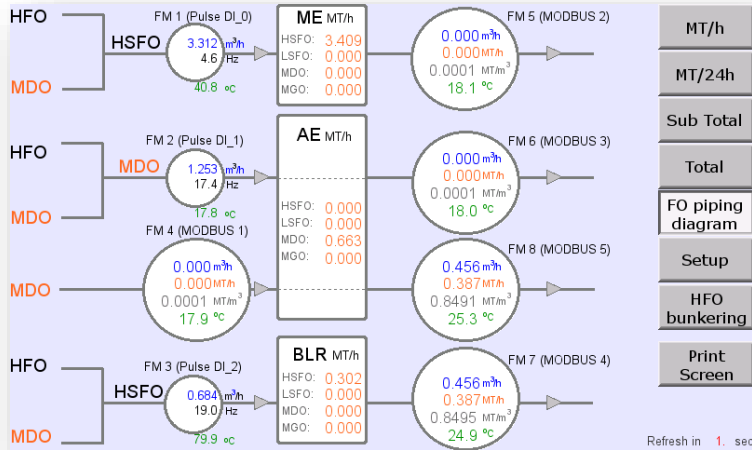 HFO
HSFO
MDO
FM 1 (Pulse DI_0)
3.312 m³/h
4.6 Hz
40.8 ºC
ME MT/h
HSFO: 3.409
LSFO: 0.000
MDO: 0.000
MGO: 0.000
FM 5 (MODBUS 2)
0.000 m³/h
0.000 MT/h
0.0001 MT/m³
18.1 ºC
HFO
MDO
MDO
FM 2 (Pulse DI_1)
1.253 m³/h
17.4 Hz
17.8 ºC
AE MT/h
HSFO: 0.000
LSFO: 0.000
MDO: 0.663
MGO: 0.000
FM 6 (MODBUS 3)
0.000 m³/h
0.000 MT/h
0.0001 MT/m³
18.0 ºC
MDO
FM 4 (MODBUS 1)
0.000 m³/h
0.000 MT/h
0.0001 MT/m³
17.9 ºC
FM 8 (MODBUS 5)
0.456 m³/h
0.387 MT/h
0.8491 MT/m³
25.3 ºC
HFO
HSFO
MDO
FM 3 (Pulse DI_2)
0.684 m³/h
19.0 Hz
79.9 ºC
BLR MT/h
HSFO: 0.302
LSFO: 0.000
MDO: 0.000
MGO: 0.000
FM 7 (MODBUS 4)
0.456 m³/h
0.387 MT/h
0.8495 MT/m³
24.9 ºC
MT/h
MT/24h
Sub Total
Total
FO piping
diagram
Setup
HFO
bunkering
Print
Screen
Refresh in 1. sec